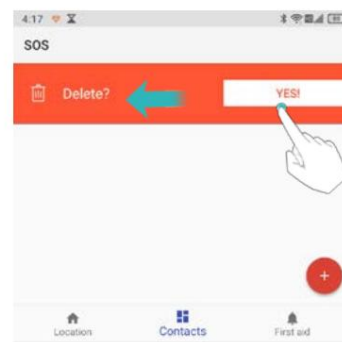 4:17
SOS
Delete? YES!
+
Location Contacts First aid